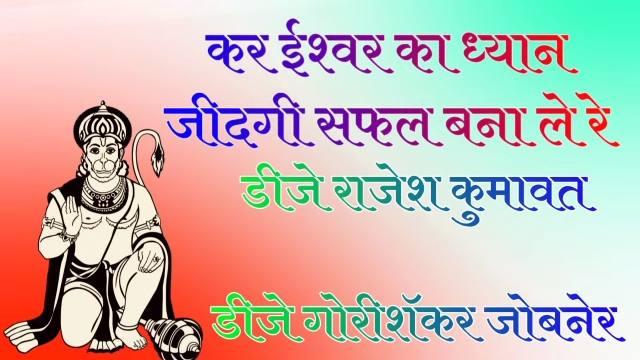 कर ईश्वर का ध्यान
जीदगी सफल बना ले रे
डीजे राजेश कुमावत
डीजे गोरीशॅकर जोबनेर